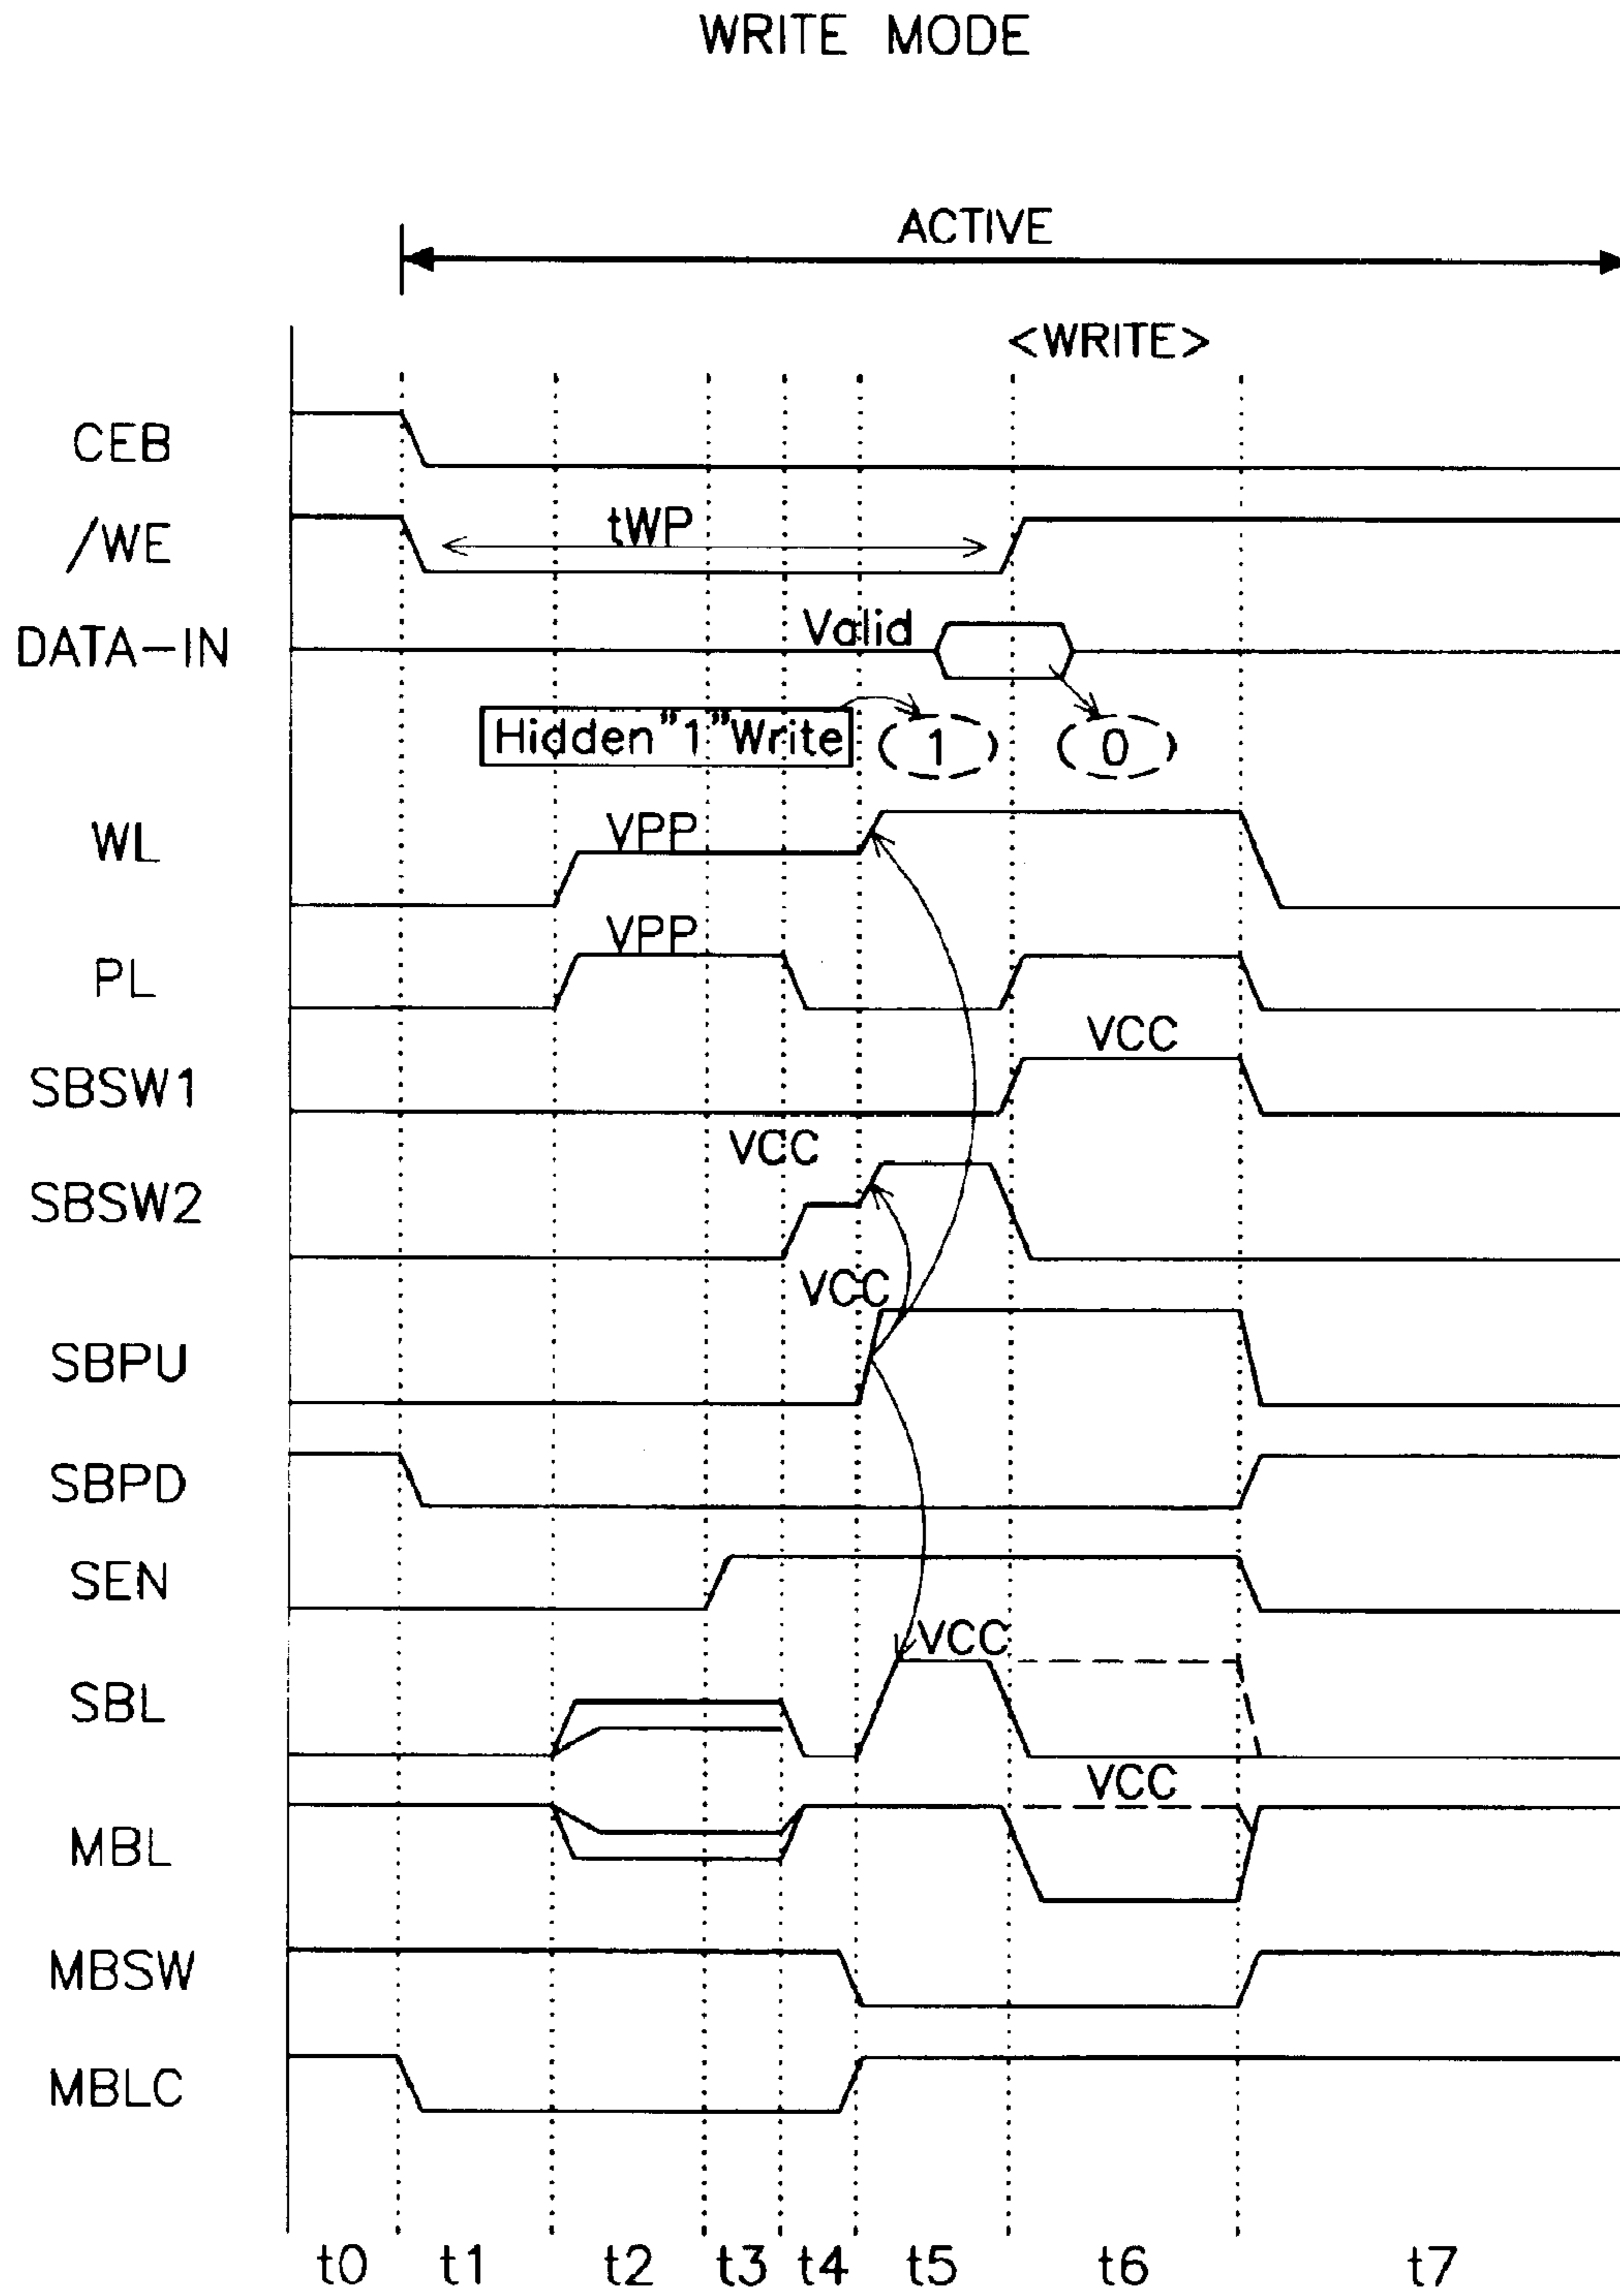 WRITE MODE
ACTIVE
<WRITE>
CEB
/WE
tWP
DATA-IN
Valid
Hidden"1"Write
(1)
(0)
WL
VPP
PL
VPP
SBSW1
VCC
SBSW2
VCC
SBPU
VCC
SBPD
SEN
SBL
VCC
MBL
VCC
MBSW
MBLC
t0 t1 t2 t3 t4 t5 t6 t7